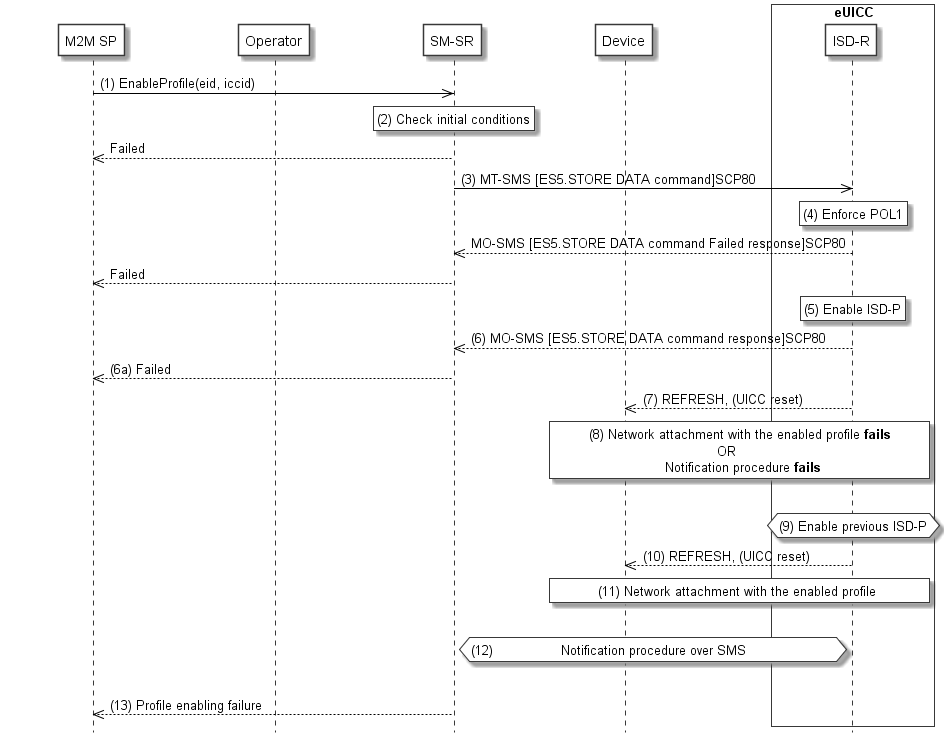 eUICC
M2M SP
Operator
SM-SR
Device
ISD-R
(1) EnableProfile(eid, iccid)
(2) Check initial conditions
Failed
(3) MT-SMS [ES5.STORE DATA command]SCP80
(4) Enforce POL1
MO-SMS [ES5.STORE DATA command Failed response]SCP80
Failed
(5) Enable ISD-P
(6) MO-SMS [ES5.STORE DATA command response]SCP80
(6a) Failed
(7) REFRESH, (UICC reset)
(8) Network attachment with the enabled profile fails
OR
Notification procedure fails
(9) Enable previous ISD-P
(10) REFRESH, (UICC reset)
(11) Network attachment with the enabled profile
(12) Notification procedure over SMS
(13) Profile enabling failure